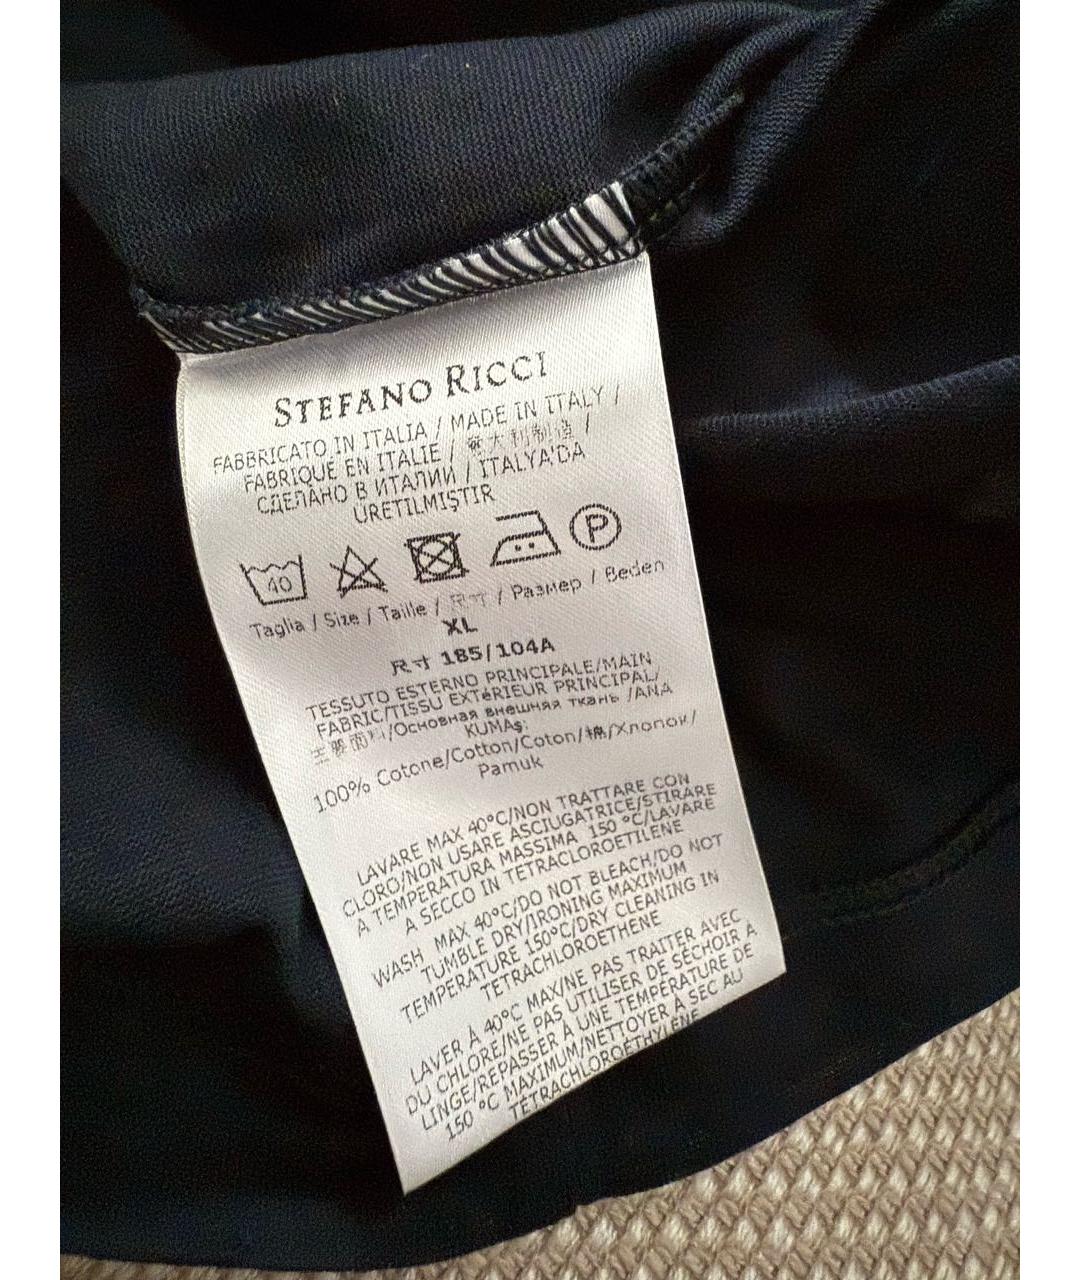 STEFANO RICCI
FABBRICATO IN ITALIA / MADE IN ITALY /
FABRIQUE EN ITALIE / 意大利制造 /
СДЕЛАНО В ИТАЛИИ / ITALYA'DA
ÜRETILMIŞTIR
40 P
Taglia / Size / Taille / 尺寸 / Размер / Beden
XL
尺寸 185/104A
TESSUTO ESTERNO PRINCIPALE/MAIN
FABRIC/TISSU EXTéRIEUR PRINCIPAL/
主要面料/Основная внешняя ткань /ANA
KUMAş:
100% Cotone/Cotton/Coton/棉/Хлопок/
Pamuk
LAVARE MAX 40°C/NON TRATTARE CON
CLORO/NON USARE ASCIUGATRICE/STIRARE
A TEMPERATURA MASSIMA 150 °C/LAVARE
A SECCO IN TETRACLOROETILENE
WASH MAX 40°C/DO NOT BLEACH/DO NOT
TUMBLE DRY/IRONING MAXIMUM
TEMPERATURE 150°C/DRY CLEANING IN
TETRACHLOROETHENE
LAVER À 40°C MAX/NE PAS TRAITER AVEC
DU CHLORE/NE PAS UTILISER DE SÉCHOIR À
LINGE/REPASSER À UNE TEMPÉRATURE DE
150 °C MAXIMUM/NETTOYER À SEC AU
TÉTRACHLOROÉTHYLÈNE